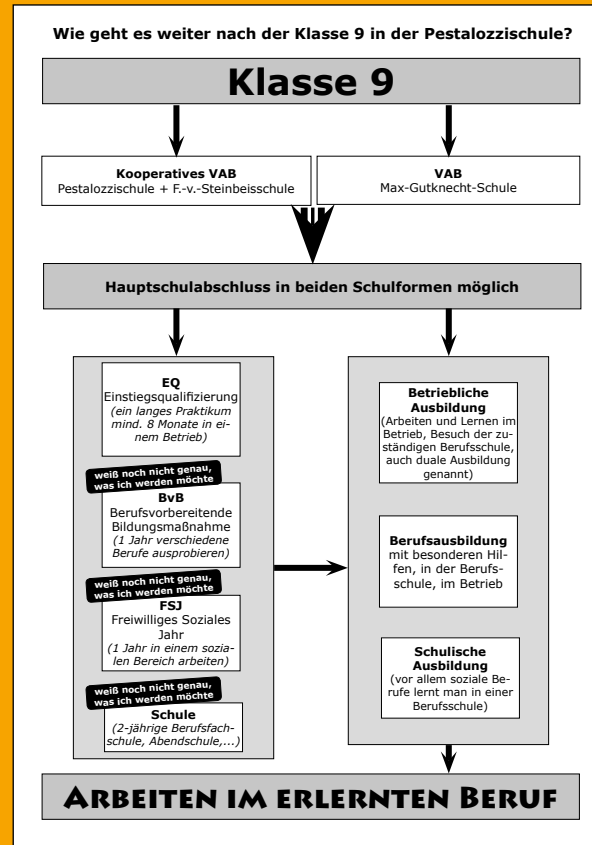 Wie geht es weiter nach der Klasse 9 in der Pestalozzischule?
Klasse 9
Kooperatives VAB
Pestalozzischule + F.-v.-Steinbeisschule
VAB
Max-Gutknecht-Schule
Hauptschulabschluss in beiden Schulformen möglich
EQ
Einstiegsqualifizierung
(ein langes Praktikum
mind. 8 Monate in ei-
nem Betrieb)
weiß noch nicht genau,
was ich werden möchte
BvB
Berufsvorbereitende
Bildungsmaßnahme
(1 Jahr verschiedene
Berufe ausprobieren)
weiß noch nicht genau,
was ich werden möchte
FSJ
Freiwilliges Soziales
Jahr
(1 Jahr in einem sozia-
len Bereich arbeiten)
weiß noch nicht genau,
was ich werden möchte
Schule
(2-jährige Berufsfach-
schule, Abendschule,...)
Betriebliche
Ausbildung
(Arbeiten und Lernen im
Betrieb, Besuch der zu-
ständigen Berufsschule,
auch duale Ausbildung
genannt)
Berufsausbildung
mit besonderen Hil-
fen, in der Berufs-
schule, im Betrieb
Schulische
Ausbildung
(vor allem soziale Be-
rufe lernt man in einer
Berufsschule)
Arbeiten im erlernten Beruf